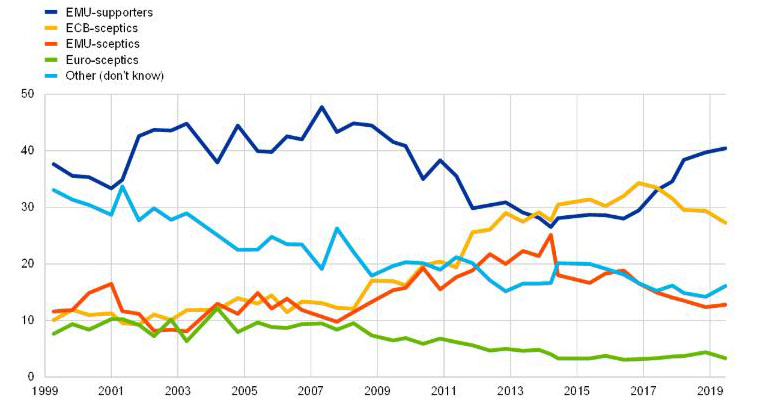 EMU-supporters
ECB-sceptics
EMU-sceptics
Euro-sceptics
Other (don't know)
50
40
30
20
10
0
1999 2001 2003 2005 2007 2009 2011 2013 2015 2017 2019